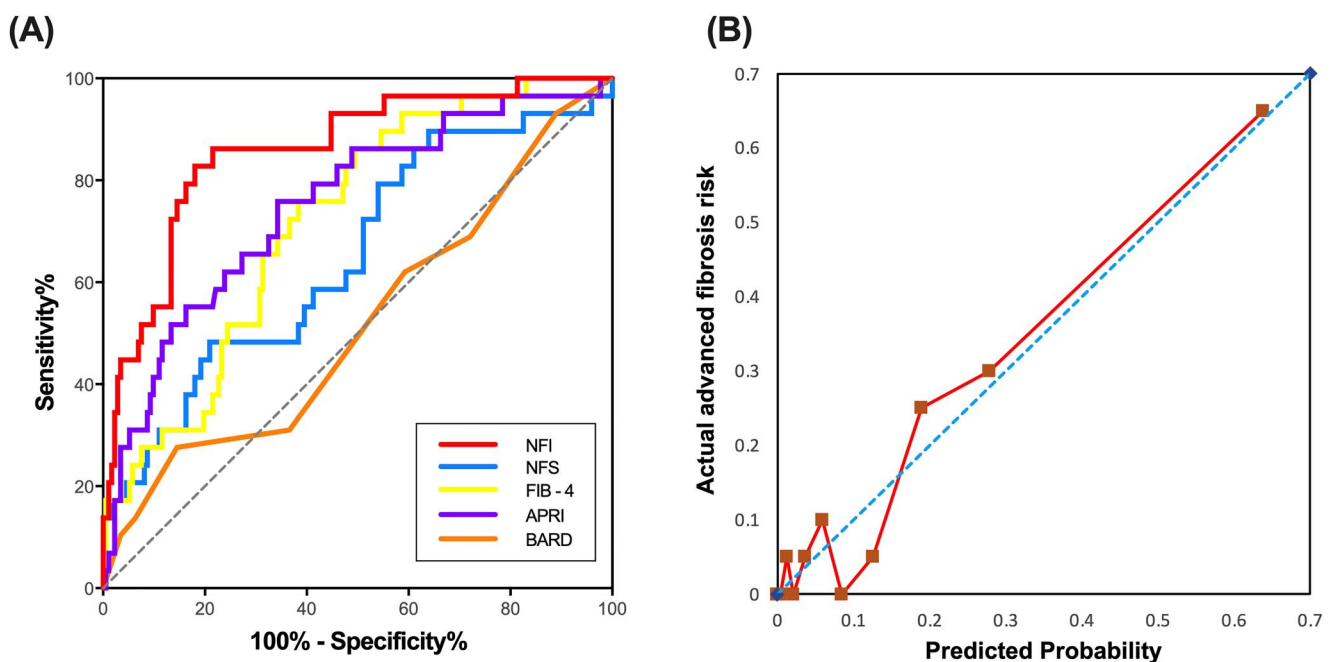 (A)
(B)
100
80
60
40
20
0
Sensitivity%
0
20
40
60
80
100
100% - Specificity%
NFI
NFS
FIB - 4
APRI
BARD
0.7
0.6
0.5
0.4
0.3
0.2
0.1
0
Actual advanced fibrosis risk
0
0.1
0.2
0.3
0.4
0.5
0.6
0.7
Predicted Probability